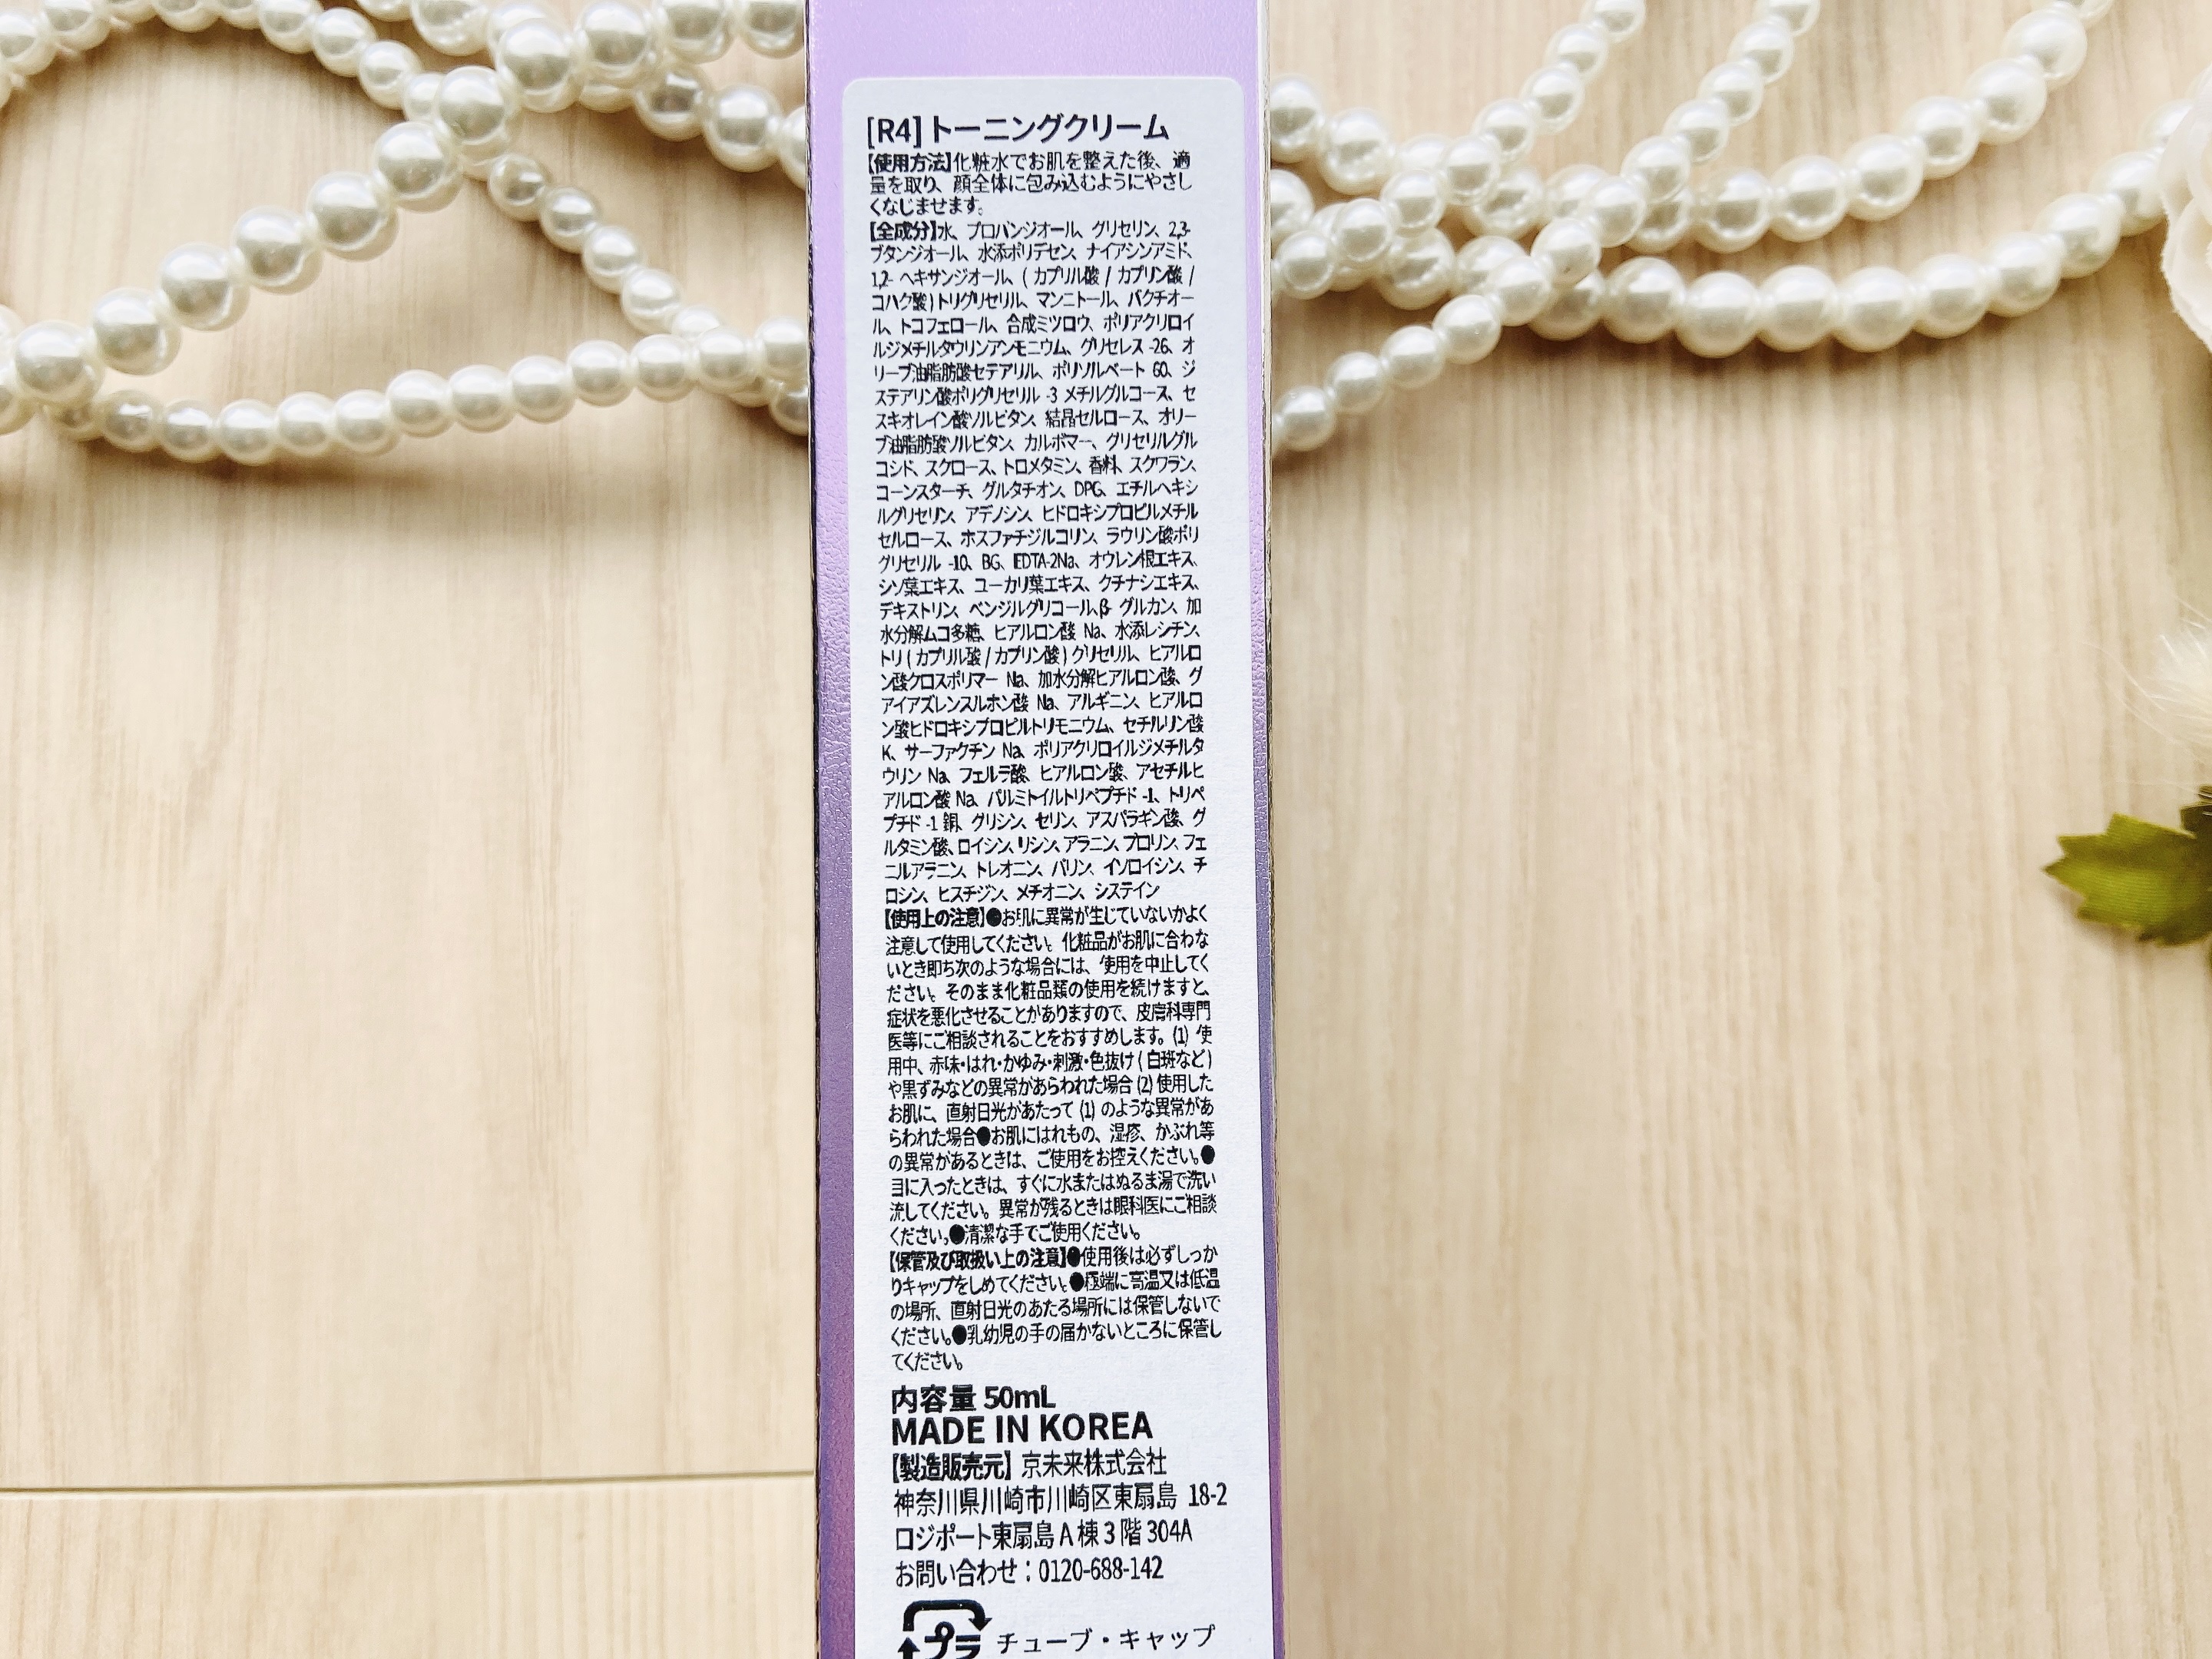 [R4]トーニングクリーム
【使用方法】化粧水でお肌を整えた後、適
量を取り、顔全体に包み込むようにやさし
くなじませます。
【全成分】水、プロパンジオール、グリセリン、2,3-
ブタンジオール、水添ポリデセン、ナイアシンアミド、
1,2- ヘキサンジオール、( カプリル酸 / カプリン酸 /
コハク酸 ) トリグリセリル、マンニトール、バクチオー
ル、トコフェロール、合成ミツロウ、ポリアクリロイ
ルジメチルタウリンアンモニウム、グリセレス -26、オ
リーブ油脂肪酸セテアリル、ポリソルベート 60、ジ
ステアリン酸ポリグリセリル -3 メチルグルコース、セ
スキオレイン酸ソルビタン、結晶セルロース、オリー
ブ油脂肪酸ソルビタン、カルボマー、グリセリルグル
コシド、スクロース、トロメタミン、香料、スクワラン、
コーンスターチ、グルタチオン、DPG、エチルヘキシ
ルグリセリン、アデノシン、ヒドロキシプロピルメチル
セルロース、ホスファチジルコリン、ラウリン酸ポリ
グリセリル -10、BG、EDTA-2Na、オウレン根エキス、
シソ葉エキス、ユーカリ葉エキス、クチナシエキス、
デキストリン、ベンジルグリコール、β- グルカン、加
水分解ムコ多糖、ヒアルロン酸 Na、水添レシチン、
トリ ( カプリル酸 / カプリン酸 ) グリセリル、ヒアルロ
ン酸クロスポリマー Na、加水分解ヒアルロン酸、グ
アイアズレンスルホン酸 Na、アルギニン、ヒアルロ
ン酸ヒドロキシプロピルトリモニウム、セチルリン酸
K、サーファクチン Na、ポリアクリロイルジメチルタ
ウリン Na、フェルラ酸、ヒアルロン酸、アセチルヒ
アルロン酸 Na、パルミトイルトリペプチド -1、トリペ
プチド -1 銅、グリシン、セリン、アスパラギン酸、グ
ルタミン酸、ロイシン、リシン、アラニン、プロリン、フェ
ニルアラニン、トレオニン、バリン、イソロイシン、チ
ロシン、ヒスチジン、メチオニン、システイン
【使用上の注意】●お肌に異常が生じていないかよく
注意して使用してください。化粧品がお肌に合わな
いとき即ち次のような場合には、使用を中止してく
ださい。そのまま化粧品類の使用を続けますと、
症状を悪化させることがありますので、皮膚科専門
医等にご相談されることをおすすめします。(1) 使
用中、赤味・はれ・かゆみ・刺激・色抜け ( 白斑など )
や黒ずみなどの異常があらわれた場合 (2) 使用した
お肌に、直射日光があたって (1) のような異常があ
らわれた場合●お肌にはれもの、湿疹、かぶれ等
の異常があるときは、ご使用をお控えください。●
目に入ったときは、すぐに水またはぬるま湯で洗い
流してください。異常が残るときは眼科医にご相談
ください。●清潔な手でご使用ください。
【保管及び取扱い上の注意】●使用後は必ずしっか
りキャップをしめてください。●極端に高温又は低温
の場所、直射日光のあたる場所には保管しないで
ください。●乳幼児の手の届かないところに保管し
てください。
内容量 50mL
MADE IN KOREA
【製造販売元】 京未来株式会社
神奈川県川崎市川崎区東扇島 18-2
ロジポート東扇島 A 棟 3 階 304A
お問い合わせ：0120-688-142
プラ チューブ・キャップ